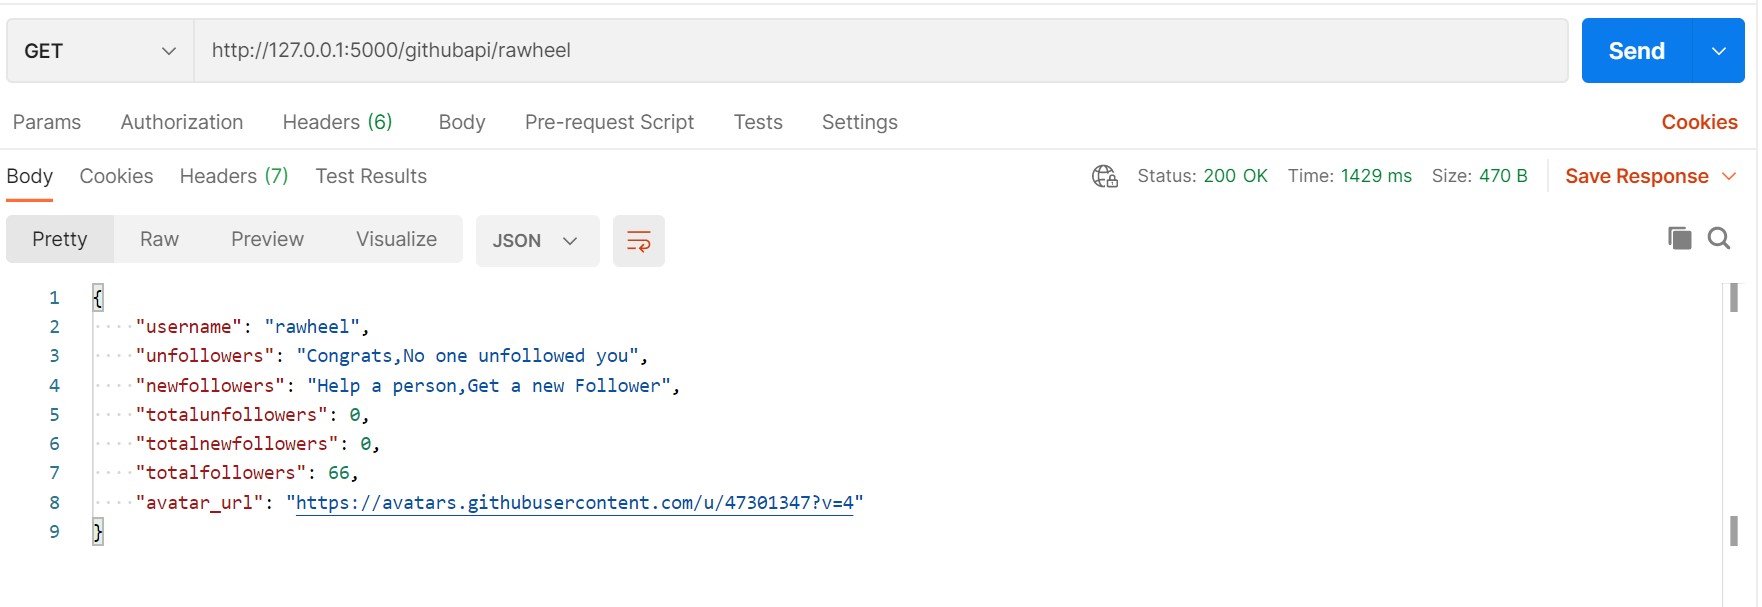 GET http://127.0.0.1:5000/githubapi/rawheel Send
Params Authorization Headers (6) Body Pre-request Script Tests Settings Cookies
Body Cookies Headers (7) Test Results Status: 200 OK Time: 1429 ms Size: 470 B Save Response
Pretty Raw Preview Visualize JSON
1 {
2 "username": "rawheel",
3 "unfollowers": "Congrats,No one unfollowed you",
4 "newfollowers": "Help a person,Get a new Follower",
5 "totalunfollowers": 0,
6 "totalnewfollowers": 0,
7 "totalfollowers": 66,
8 "avatar_url": "https://avatars.githubusercontent.com/u/47301347?v=4"
9 }